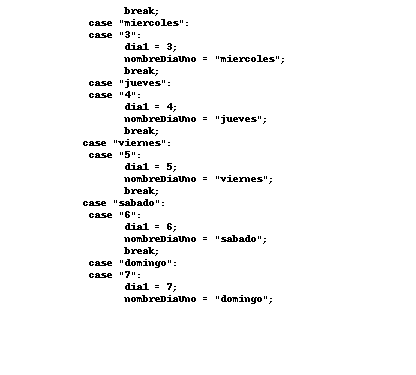 break;
case "miercoles":
case "3":
dia1 = 3;
nombreDiaUno = "miercoles";
break;
case "jueves":
case "4":
dia1 = 4;
nombreDiaUno = "jueves";
break;
case "viernes":
case "5":
dia1 = 5;
nombreDiaUno = "viernes";
break;
case "sabado":
case "6":
dia1 = 6;
nombreDiaUno = "sabado";
break;
case "domingo":
case "7":
dia1 = 7;
nombreDiaUno = "domingo";